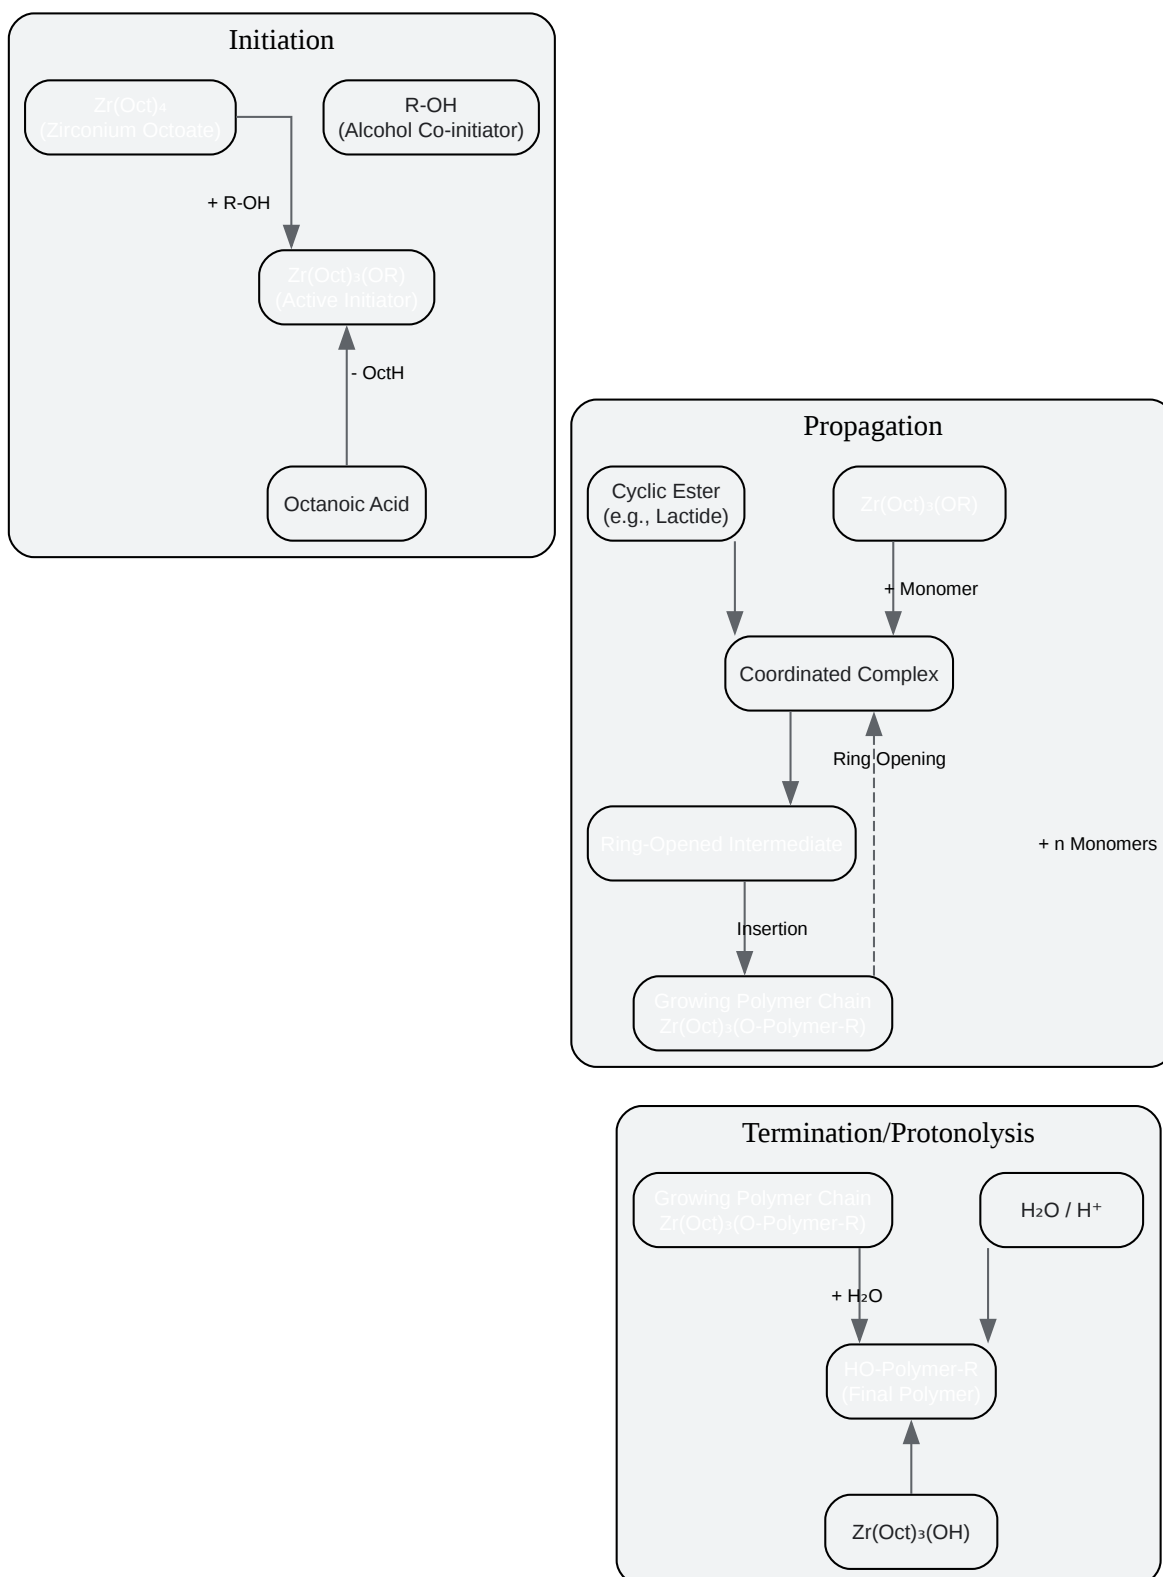 Initiation
Zr(Oct)₄
(Zirconium Octoate)
R-OH
(Alcohol Co-initiator)
+ R-OH
Zr(Oct)₃(OR)
(Active Initiator)
- OctH
Octanoic Acid
Propagation
Cyclic Ester
(e.g., Lactide)
Zr(Oct)₃(OR)
+ Monomer
Coordinated Complex
Ring Opening
Ring-Opened Intermediate
+ n Monomers
Insertion
Growing Polymer Chain
Zr(Oct)₃(O-Polymer-R)
Termination/Protonolysis
Growing Polymer Chain
Zr(Oct)₃(O-Polymer-R)
H₂O / H⁺
+ H₂O
HO-Polymer-R
(Final Polymer)
Zr(Oct)₃(OH)